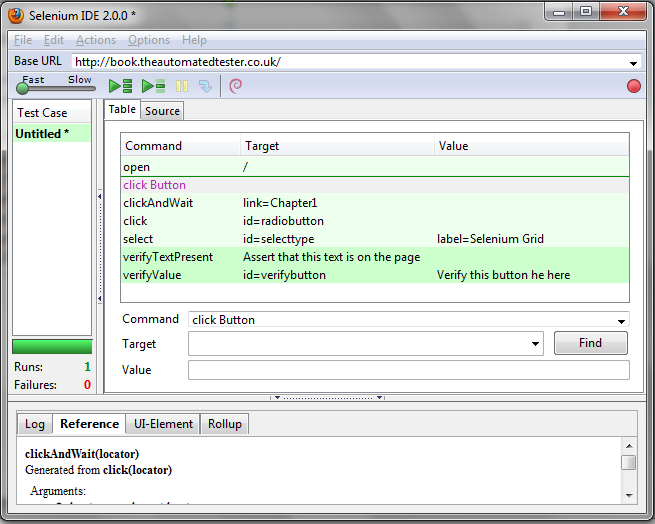 Selenium IDE 2.0.0 *
File Edit Actions Options Help
Base URL http://book.theautomatedtester.co.uk/
Fast Slow
Test Case
Untitled *
Table Source
Command Target Value
open /
click Button
clickAndWait link=Chapter1
click id=radiobutton
select id=selecttype label=Selenium Grid
verifyTextPresent Assert that this text is on the page
verifyValue id=verifybutton Verify this button he here
Command click Button
Target Find
Value
Runs: 1
Failures: 0
Log Reference UI-Element Rollup
clickAndWait(locator)
Generated from click(locator)
Arguments: